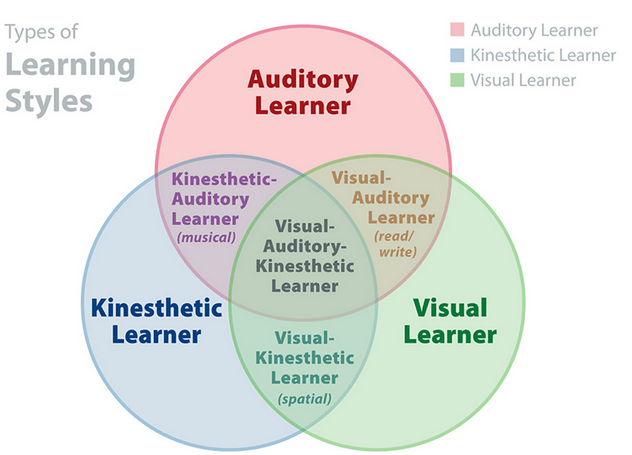 Types of
Learning
Styles
Auditory Learner
Kinesthetic Learner
Visual Learner
Auditory
Learner
Kinesthetic-
Auditory
Learner
(musical)
Visual-
Auditory
Learner
(read/
write)
Visual-
Auditory-
Kinesthetic
Learner
Kinesthetic
Learner
Visual
Learner
Visual-
Kinesthetic
Learner
(spatial)